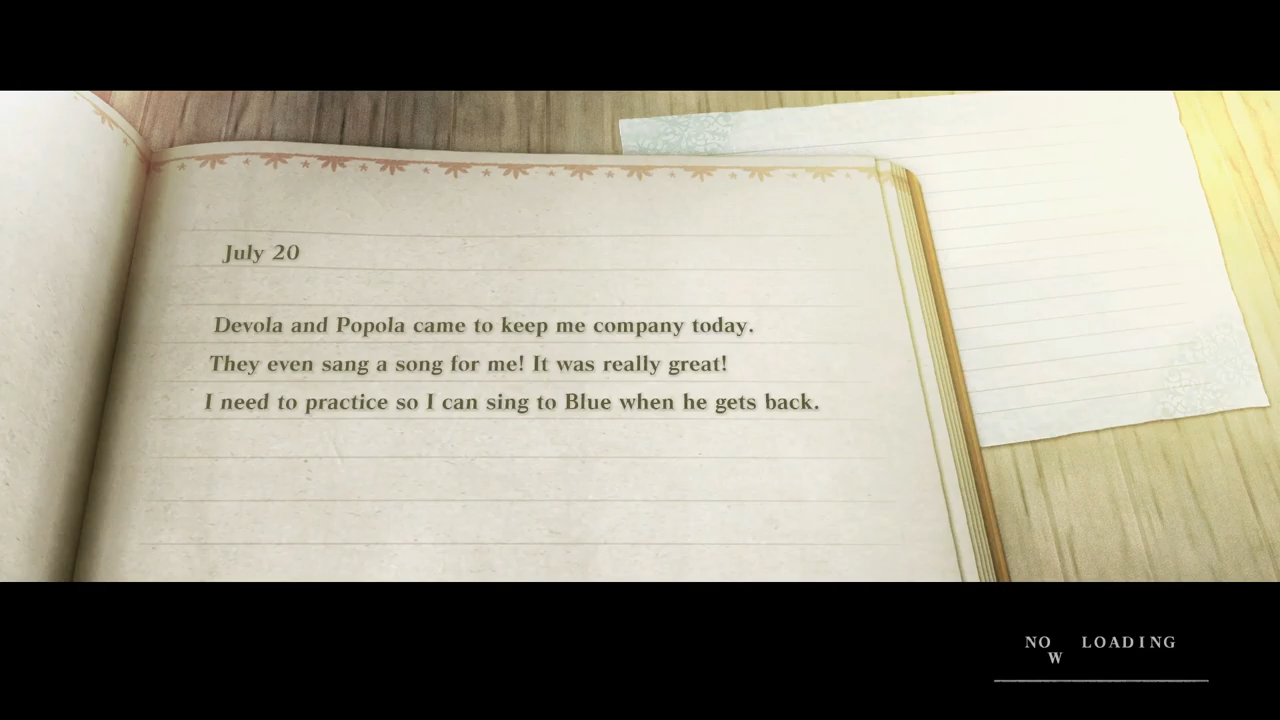 July 20
Devola and Popola came to keep me company today.
They even sang a song for me! It was really great!
I need to practice so I can sing to Blue when he gets back.
NOW LOADING